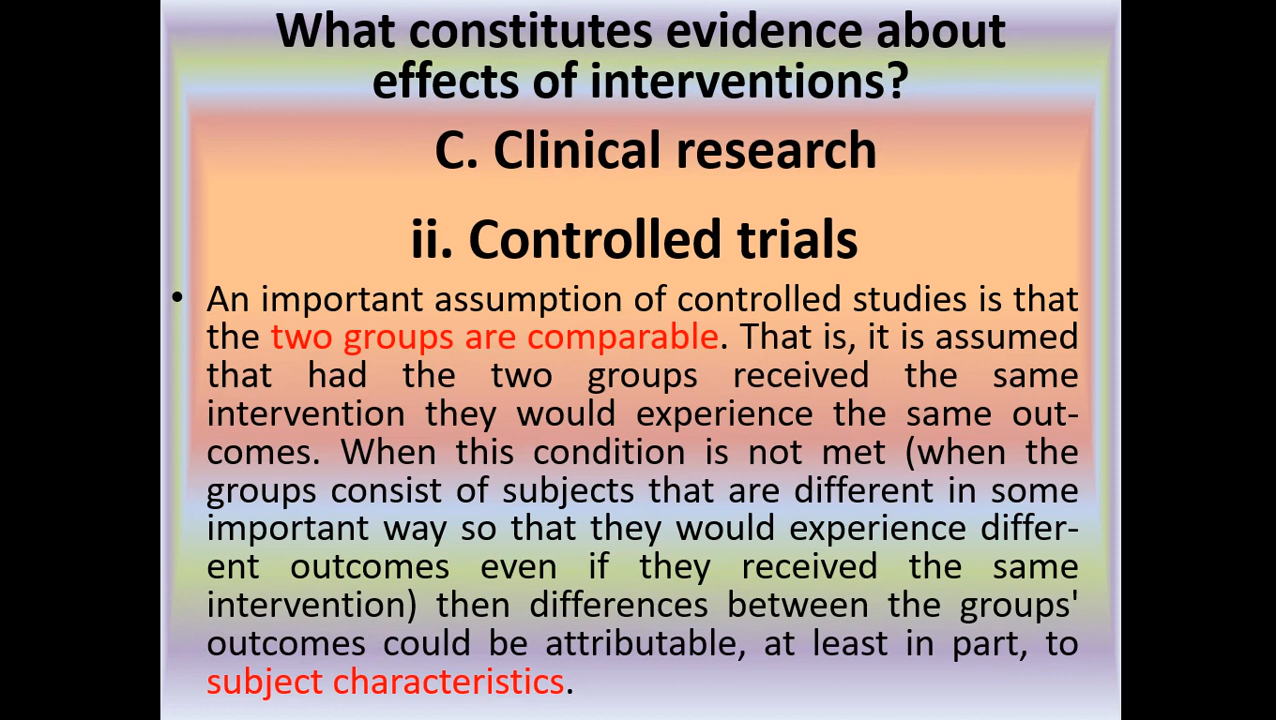 What constitutes evidence about
effects of interventions?
C. Clinical research
ii. Controlled trials
• An important assumption of controlled studies is that
the two groups are comparable. That is, it is assumed
that had the two groups received the same
intervention they would experience the same out-
comes. When this condition is not met (when the
groups consist of subjects that are different in some
important way so that they would experience differ-
ent outcomes even if they received the same
intervention) then differences between the groups'
outcomes could be attributable, at least in part, to
subject characteristics.